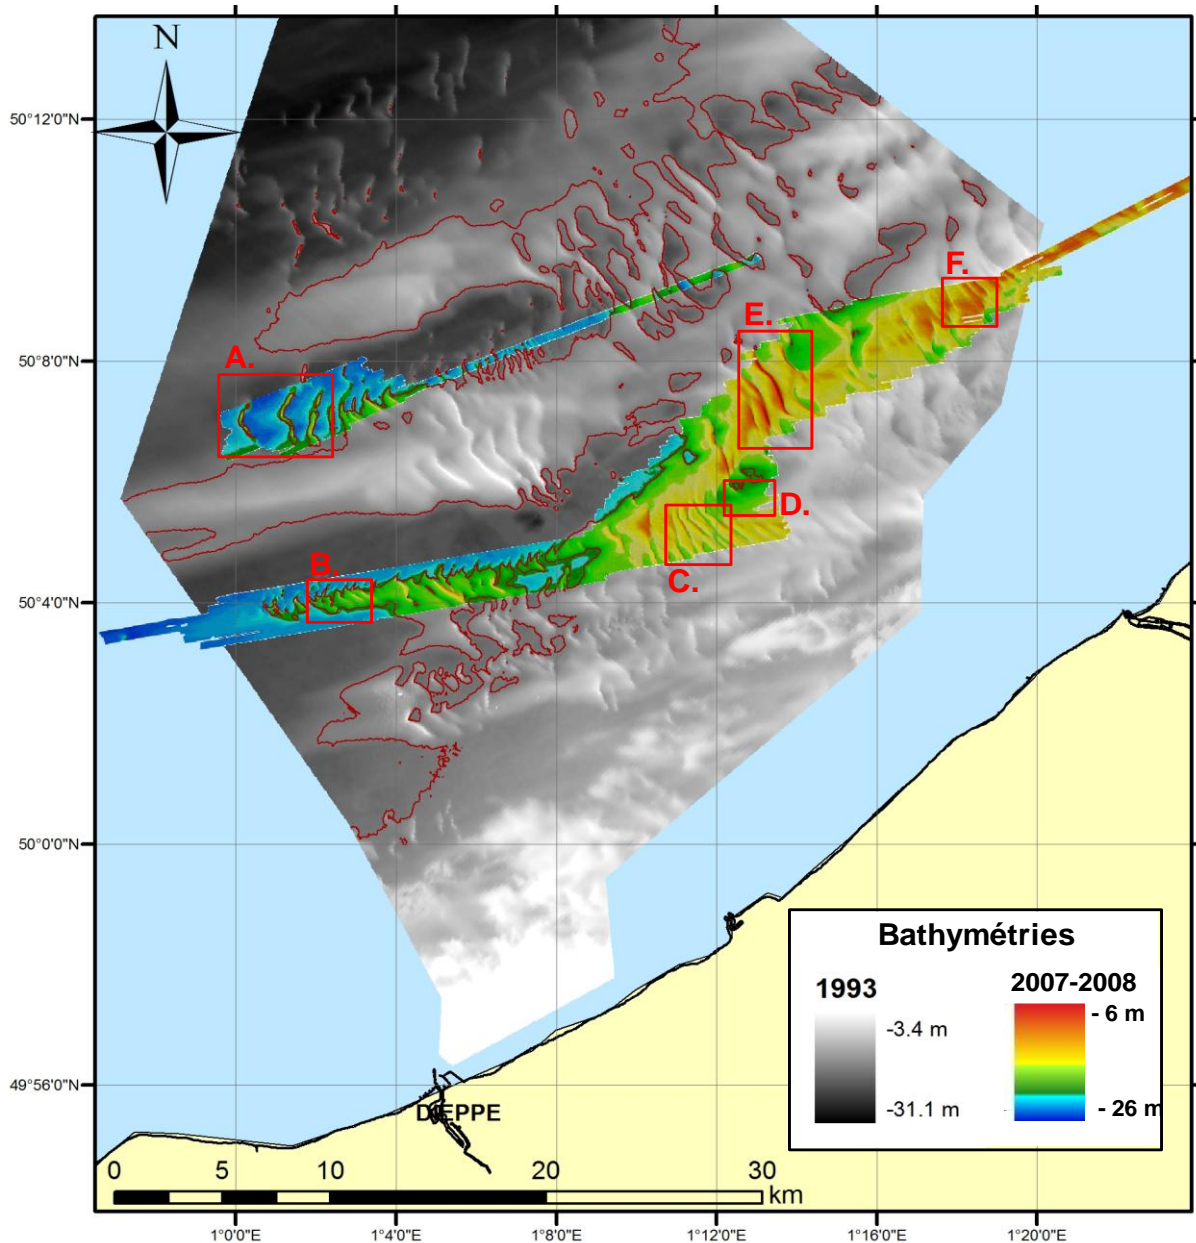 N
50°12'0"N
F.
E.
50°8'0"N
A.
D.
B.
C.
50°4'0"N
50°0'0"N
Bathymétries
1993
2007-2008
- 6 m
-3.4 m
-31.1 m
- 26 m
49°56'0"N
DIEPPE
0 5 10 20 30
km
1°0'0"E 1°4'0"E 1°8'0"E 1°12'0"E 1°16'0"E 1°20'0"E